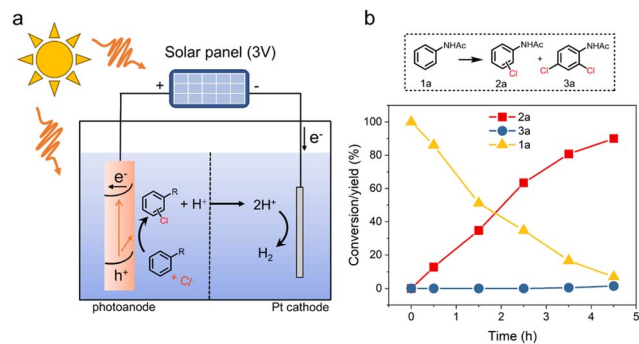 a
Solar panel (3V)
+
-
e-
e-
h+
R
Cl
+ H+
R
+ Cl-
2H+
H2
photoanode
Pt cathode
b
NHAc
1a
NHAc
Cl
2a
+
NHAc
Cl
Cl
3a
2a
3a
1a
Conversion/yield (%)
100
80
60
40
20
0
0
1
2
3
4
5
Time (h)